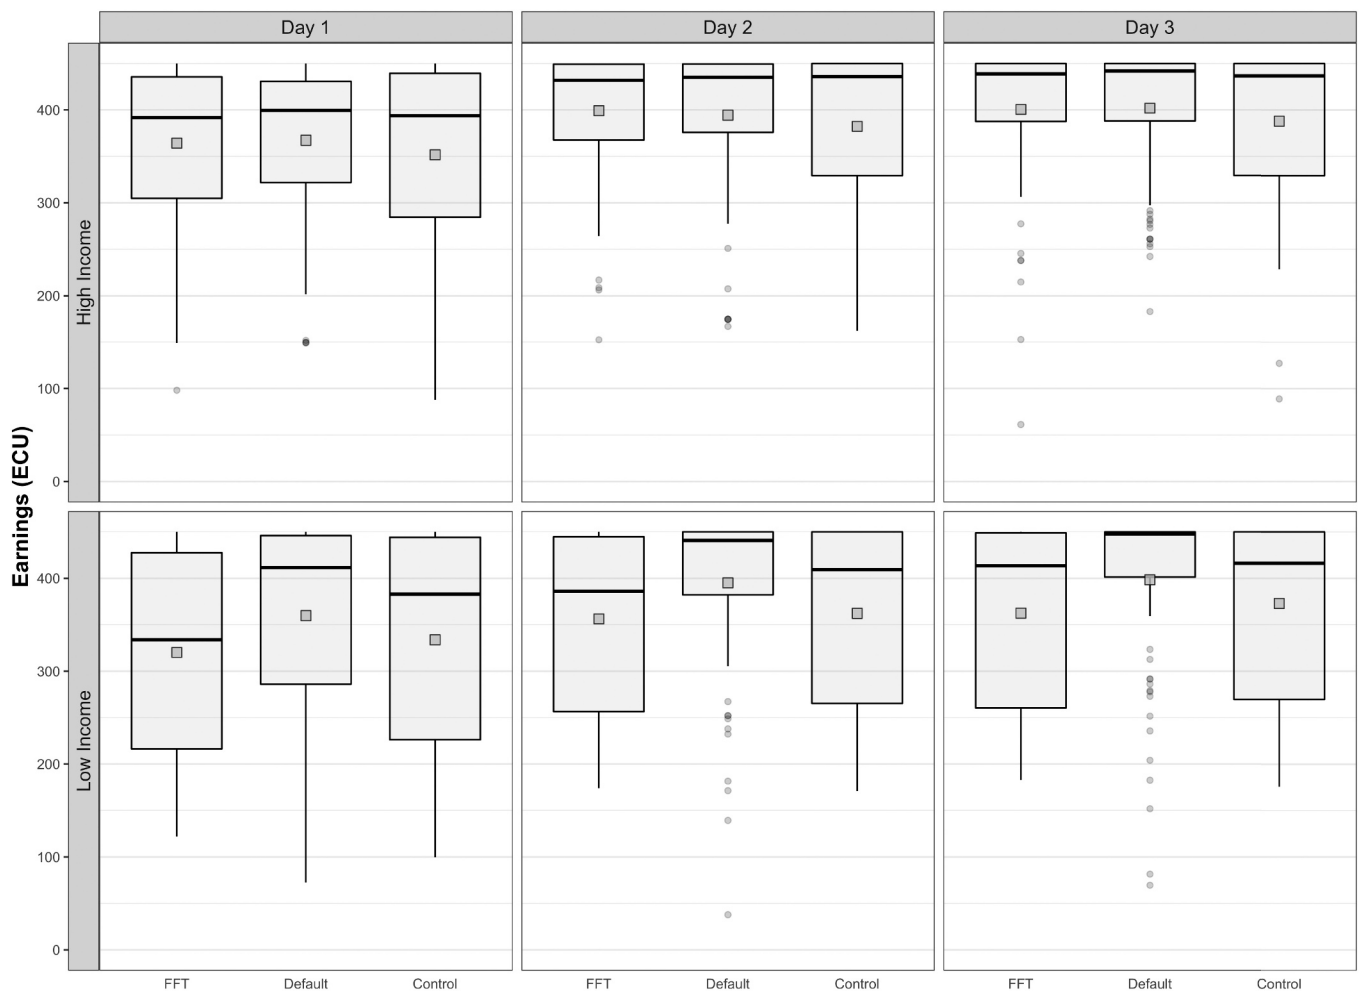 Day 1
Day 2
Day 3
Earnings (ECU)
High Income
400
300
200
100
0
Low Income
400
300
200
100
0
FFT
Default
Control
FFT
Default
Control
FFT
Default
Control